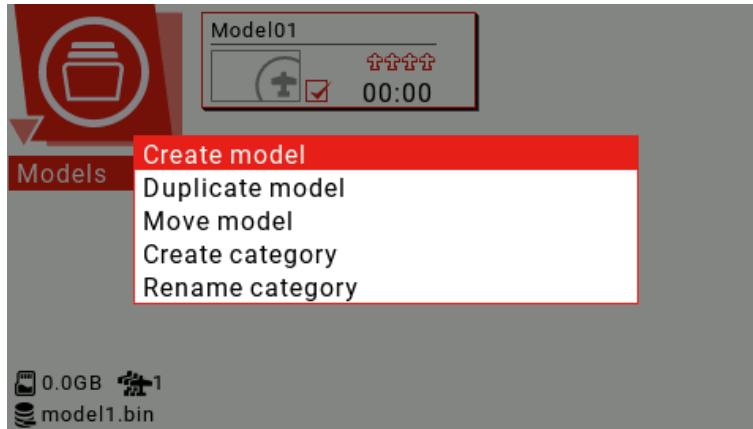 Model01
00:00
Models
Create model
Duplicate model
Move model
Create category
Rename category
0.0GB 1
model1.bin